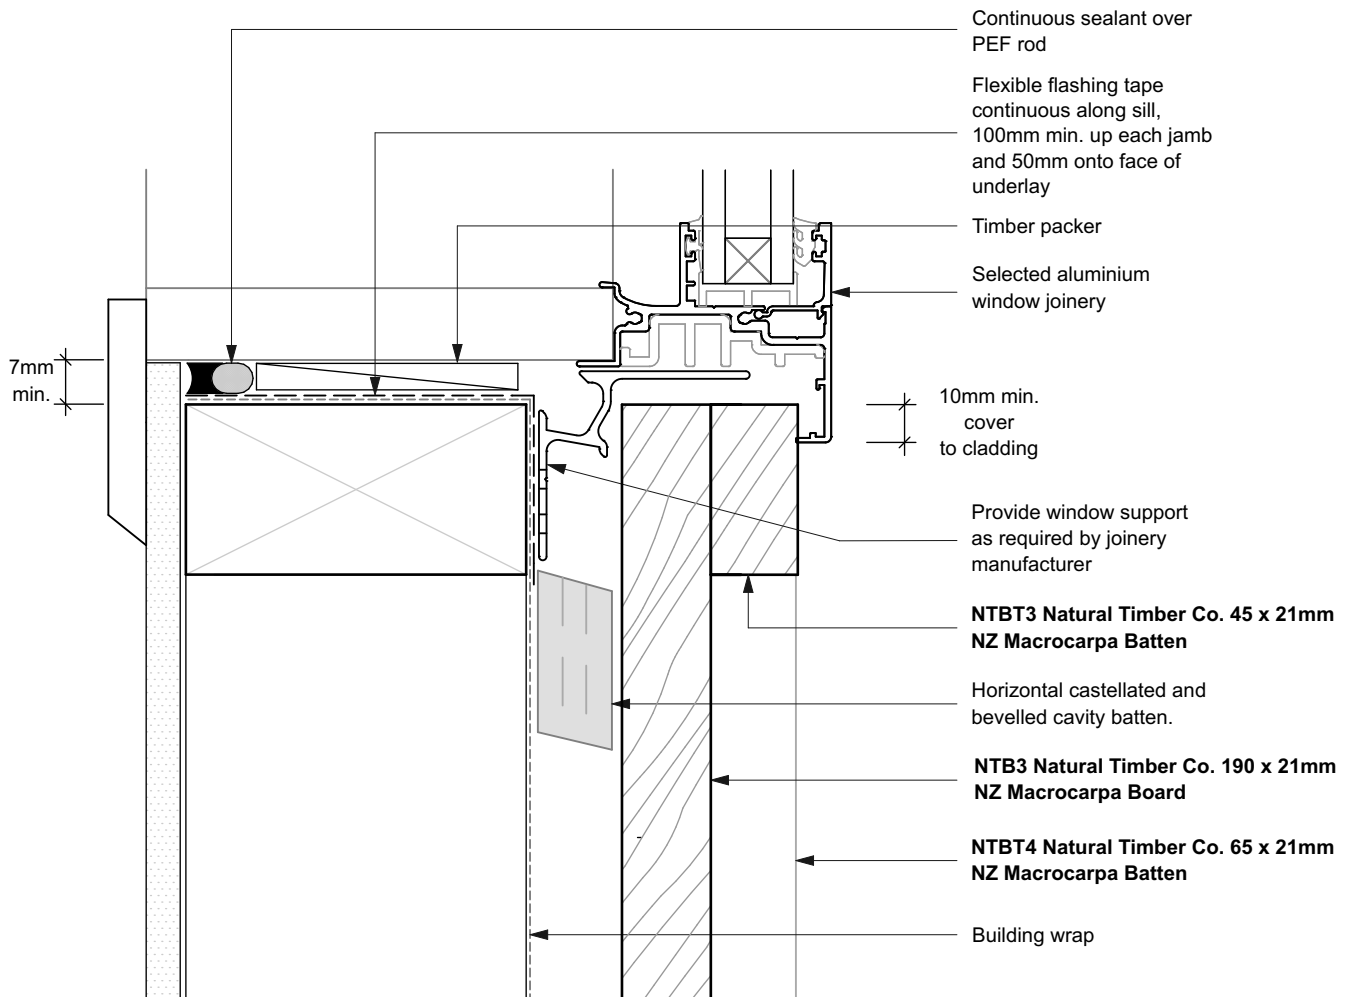 Continuous sealant over
PEF rod
Flexible flashing tape
continuous along sill,
100mm min. up each jamb
and 50mm onto face of
underlay
Timber packer
Selected aluminium
window joinery
7mm
min.
10mm min.
cover
to cladding
Provide window support
as required by joinery
manufacturer
NTBT3 Natural Timber Co. 45 x 21mm
NZ Macrocarpa Batten
Horizontal castellated and
bevelled cavity batten.
NTB3 Natural Timber Co. 190 x 21mm
NZ Macrocarpa Board
NTBT4 Natural Timber Co. 65 x 21mm
NZ Macrocarpa Batten
Building wrap